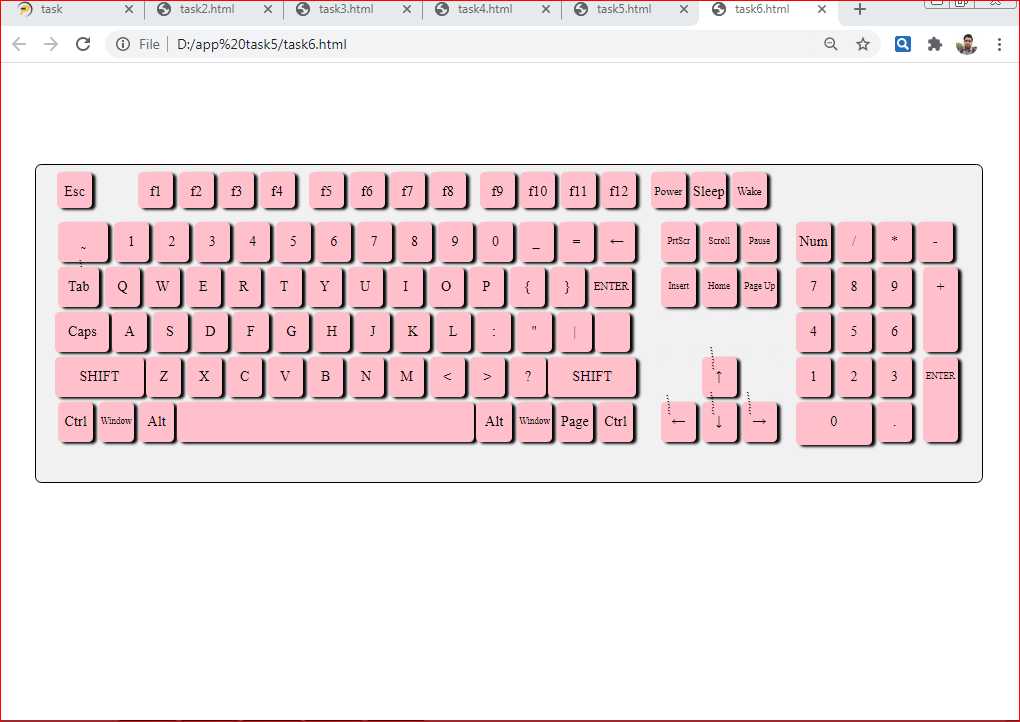 task task2.html task3.html task4.html task5.html task6.html
File D:/app%20task5/task6.html
Esc f1 f2 f3 f4 f5 f6 f7 f8 f9 f10 f11 f12 Power Sleep Wake
~ 1 2 3 4 5 6 7 8 9 0 _ = ← PrtScr Scroll Pause Num / * -
Tab Q W E R T Y U I O P { } ENTER Insert Home Page Up 7 8 9 +
Caps A S D F G H J K L : " | 4 5 6
SHIFT Z X C V B N M < > ? SHIFT ↑ 1 2 3 ENTER
Ctrl Window Alt Alt Window Page Ctrl ← ↓ → 0 .